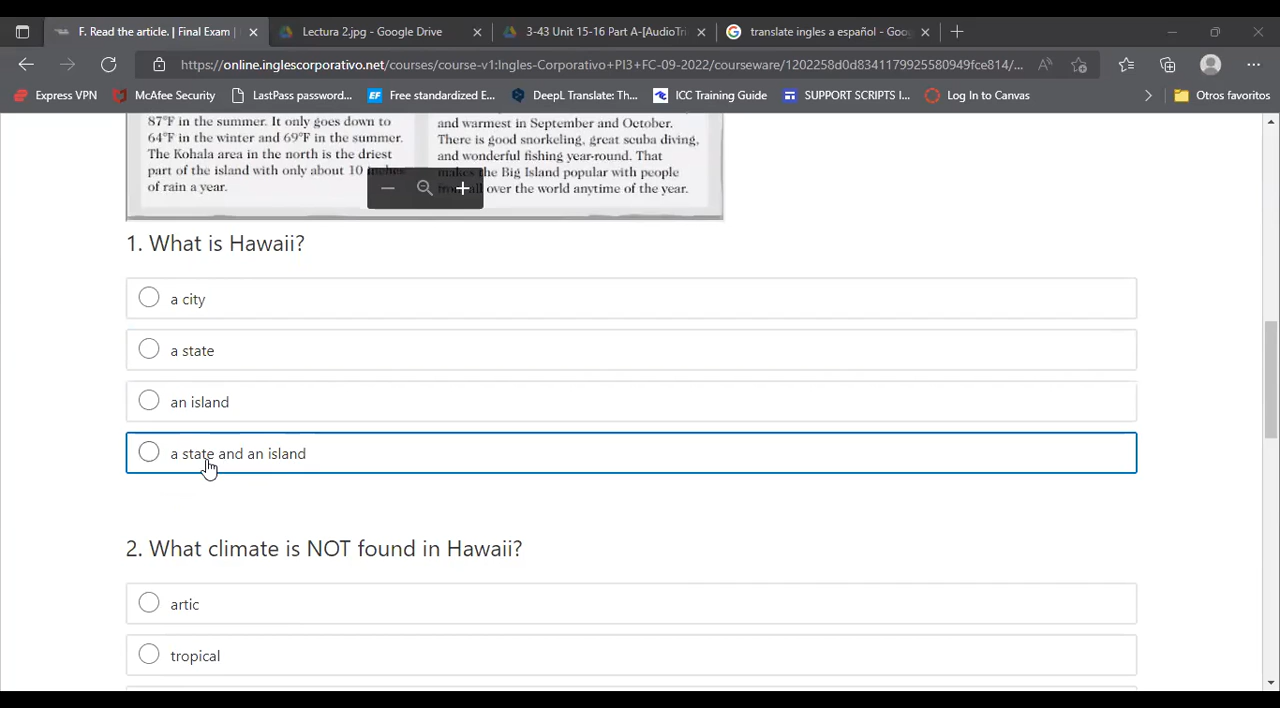 F. Read the article. | Final Exam |
Lectura 2.jpg - Google Drive
3-43 Unit 15-16 Part A-[AudioTri
translate ingles a español - Goo
https://online.inglescorporativo.net/courses/course-v1:Ingles-Corporativo+PI3+FC-09-2022/courseware/1202258d0d8341179925580949fce814/...
Express VPN
McAfee Security
LastPass password...
EF Free standardized E...
DeepL Translate: Th...
ICC Training Guide
SUPPORT SCRIPTS I...
Log In to Canvas
Otros favoritos
87°F in the summer. It only goes down to
64°F in the winter and 69°F in the summer.
The Kohala area in the north is the driest
part of the island with only about 10 inches
of rain a year.
and warmest in September and October.
There is good snorkeling, great scuba diving,
and wonderful fishing year-round. That
makes the Big Island popular with people
from all over the world anytime of the year.
1. What is Hawaii?
a city
a state
an island
a state and an island
2. What climate is NOT found in Hawaii?
artic
tropical